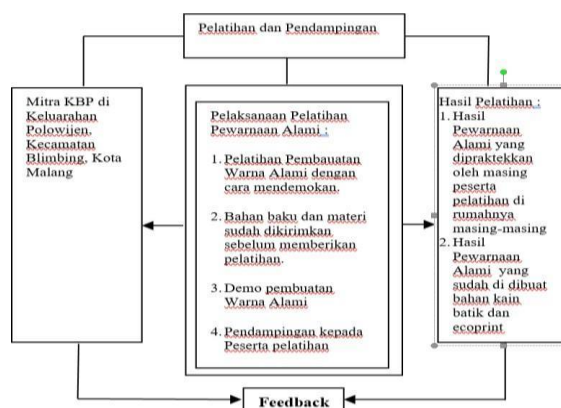 Pelatihan dan Pendampingan
Mitra KBP di
Keluarahan
Polowijen,
Kecamatan
Blimbing, Kota
Malang
Pelaksanaan Pelatihan
Pewarnaan Alami :
1. Pelatihan Pembauatan
Warna Alami dengan
cara mendemokan.
2. Bahan baku dan materi
sudah dikirimkan
sebelum memberikan
pelatihan.
3. Demo pembuatan
Warna Alami
4. Pendampingan kepada
Peserta pelatihan
Hasil Pelatihan :
1. Hasil
Pewarnaan
Alami yang
dipraktekkan
oleh masing
peserta
pelatihan di
rumahnya
masing-masing
2. Hasil
Pewarnaan
Alami yang
sudah di dibuat
bahan kain
batik dan
ecoprint
Feedback